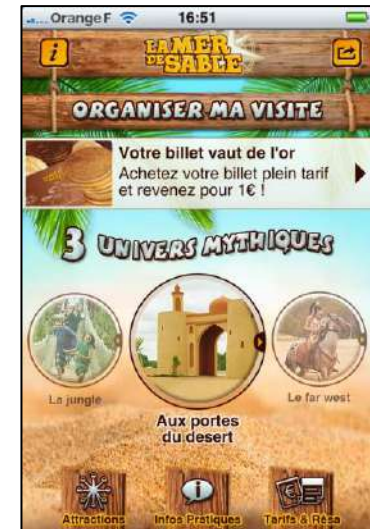 Orange F 16:51
LA MER
DE SABLE
ORGANISER MA VISITE
Votre billet vaut de l'or
Achetez votre billet plein tarif
et revenez pour 1€ !
3 UNIVERS MYTHIQUES
La jungle
Aux portes
du desert
Le far west
Attractions
Infos Pratiques
Tarifs & Résa